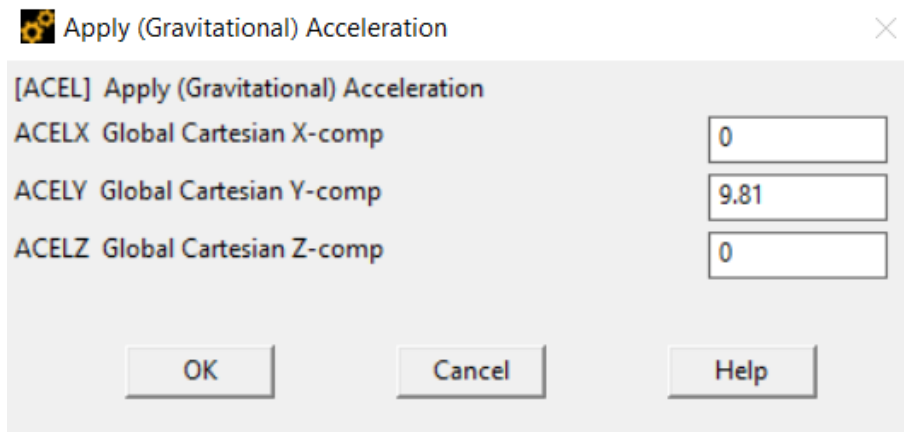 Apply (Gravitational) Acceleration
[ACEL] Apply (Gravitational) Acceleration
ACELX Global Cartesian X-comp 0
ACELY Global Cartesian Y-comp 9.81
ACELZ Global Cartesian Z-comp 0
OK Cancel Help